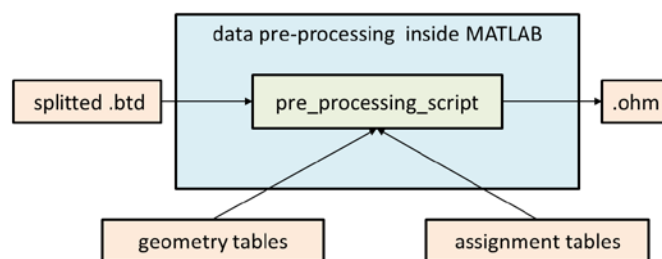 data pre-processing inside MATLAB
splitted .btd
pre_processing_script
.ohm
geometry tables
assignment tables